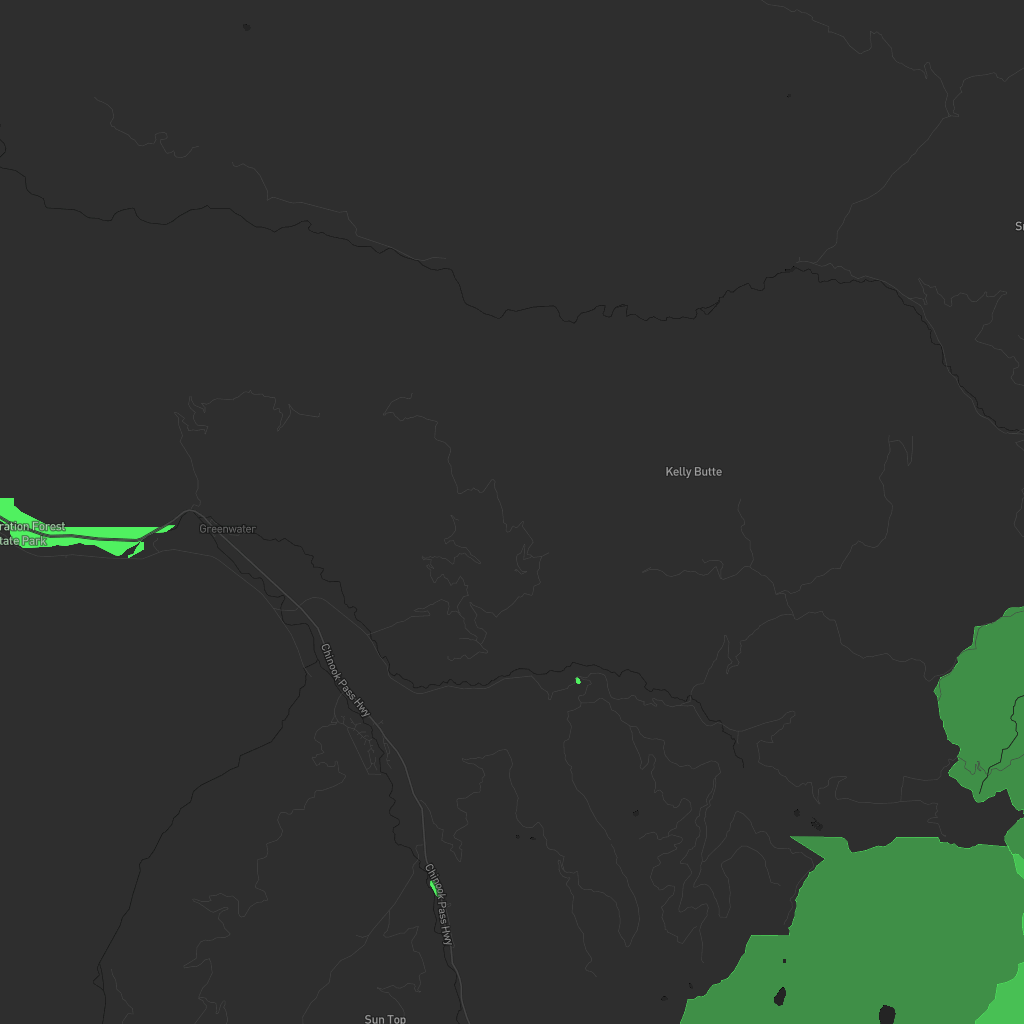 Kelly Butte
ration Forest
tate Park
Greenwater
Chinook Pass Hwy
Chinook Pass Hwy
Sun Top